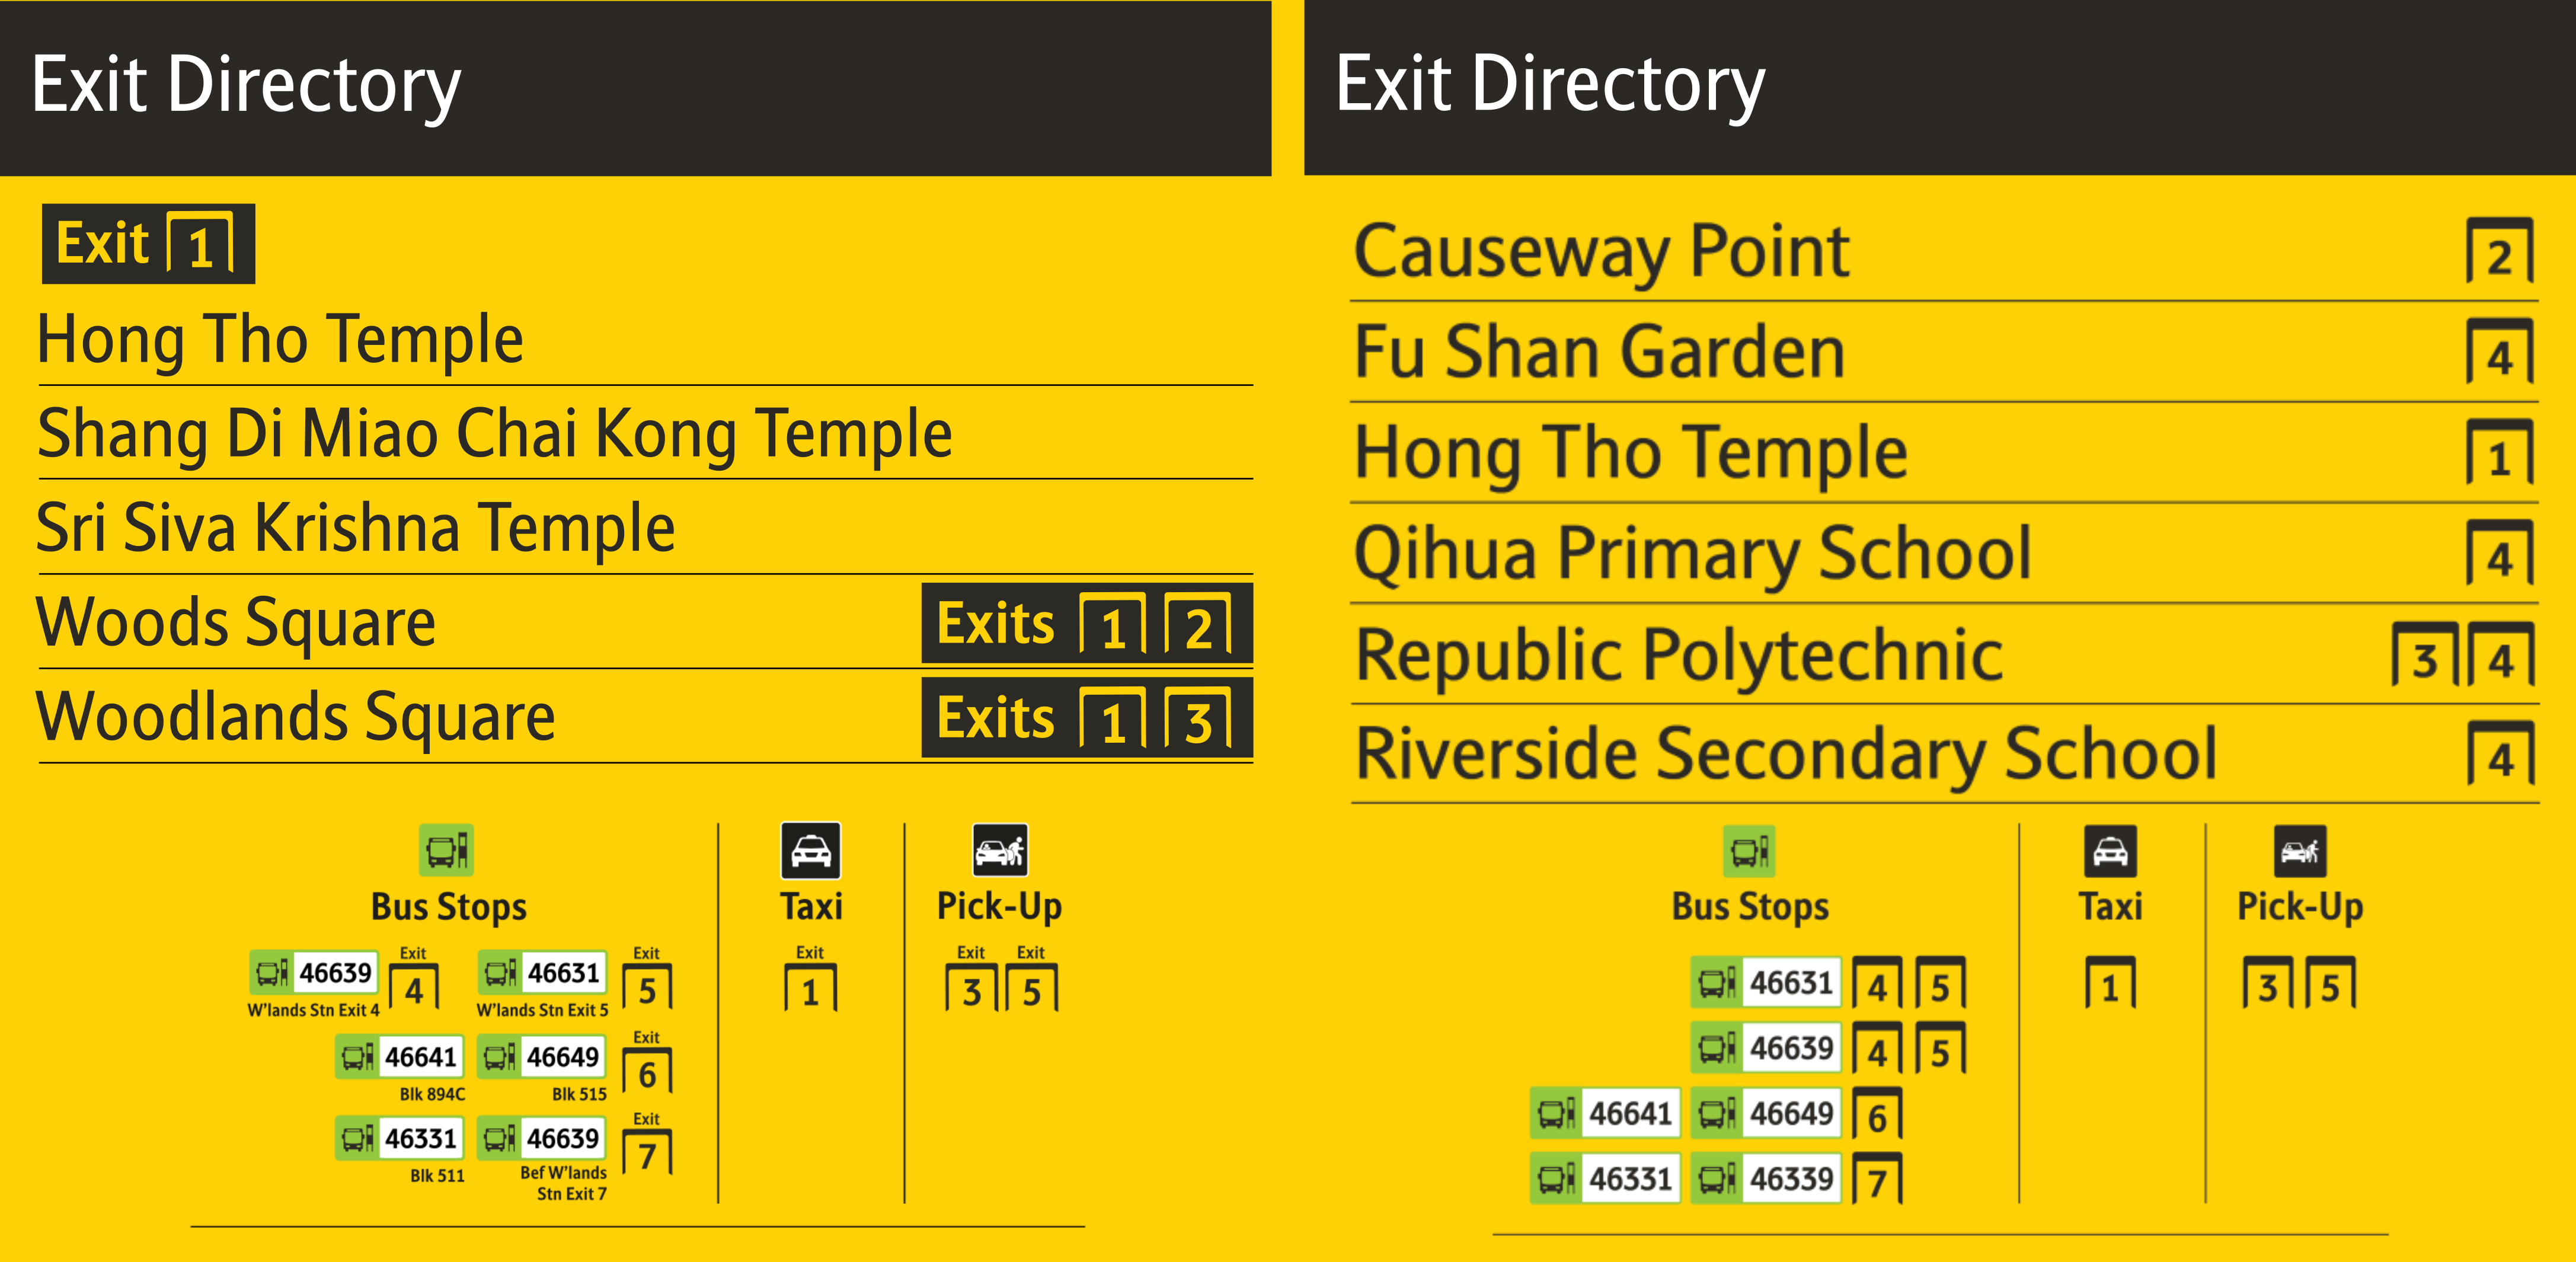 Exit Directory
Exit 1
Hong Tho Temple
Shang Di Miao Chai Kong Temple
Sri Siva Krishna Temple
Woods Square Exits 1 2
Woodlands Square Exits 1 3
Bus Stops
46639 Exit 4 46631 Exit 5
W'lands Stn Exit 4 W'lands Stn Exit 5
46641 46649 Exit 6
Blk 894C Blk 515
46331 46639 Exit 7
Blk 511 Bef W'lands
Stn Exit 7
Taxi
Exit
1
Pick-Up
Exit Exit
3 5
Exit Directory
Causeway Point 2
Fu Shan Garden 4
Hong Tho Temple 1
Qihua Primary School 4
Republic Polytechnic 3 4
Riverside Secondary School 4
Bus Stops
46631 4 5
46639 4 5
46641 46649 6
46331 46339 7
Taxi
1
Pick-Up
3 5